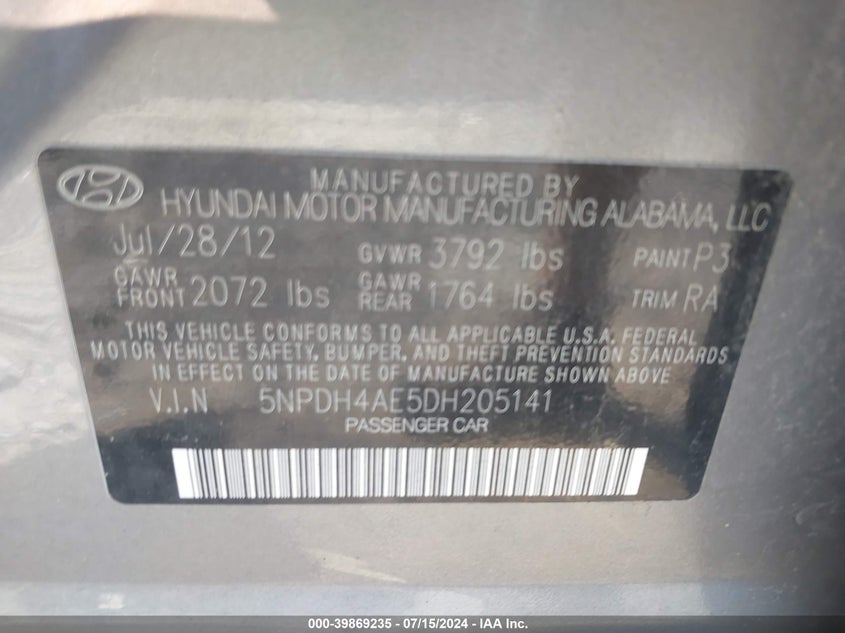 MANUFACTURED BY
HYUNDAI MOTOR MANUFACTURING ALABAMA, LLC
Jul/28/12 GVWR 3792 lbs PAINT P3
GAWR FRONT 2072 lbs GAWR REAR 1764 lbs TRIM RA
THIS VEHICLE CONFORMS TO ALL APPLICABLE U.S.A. FEDERAL
MOTOR VEHICLE SAFETY, BUMPER, AND THEFT PREVENTION STANDARDS
IN EFFECT ON THE DATE OF MANUFACTURE SHOWN ABOVE.
V.I.N 5NPDH4AE5DH205141
PASSENGER CAR
000-39869235 - 07/15/2024 - IAA Inc.